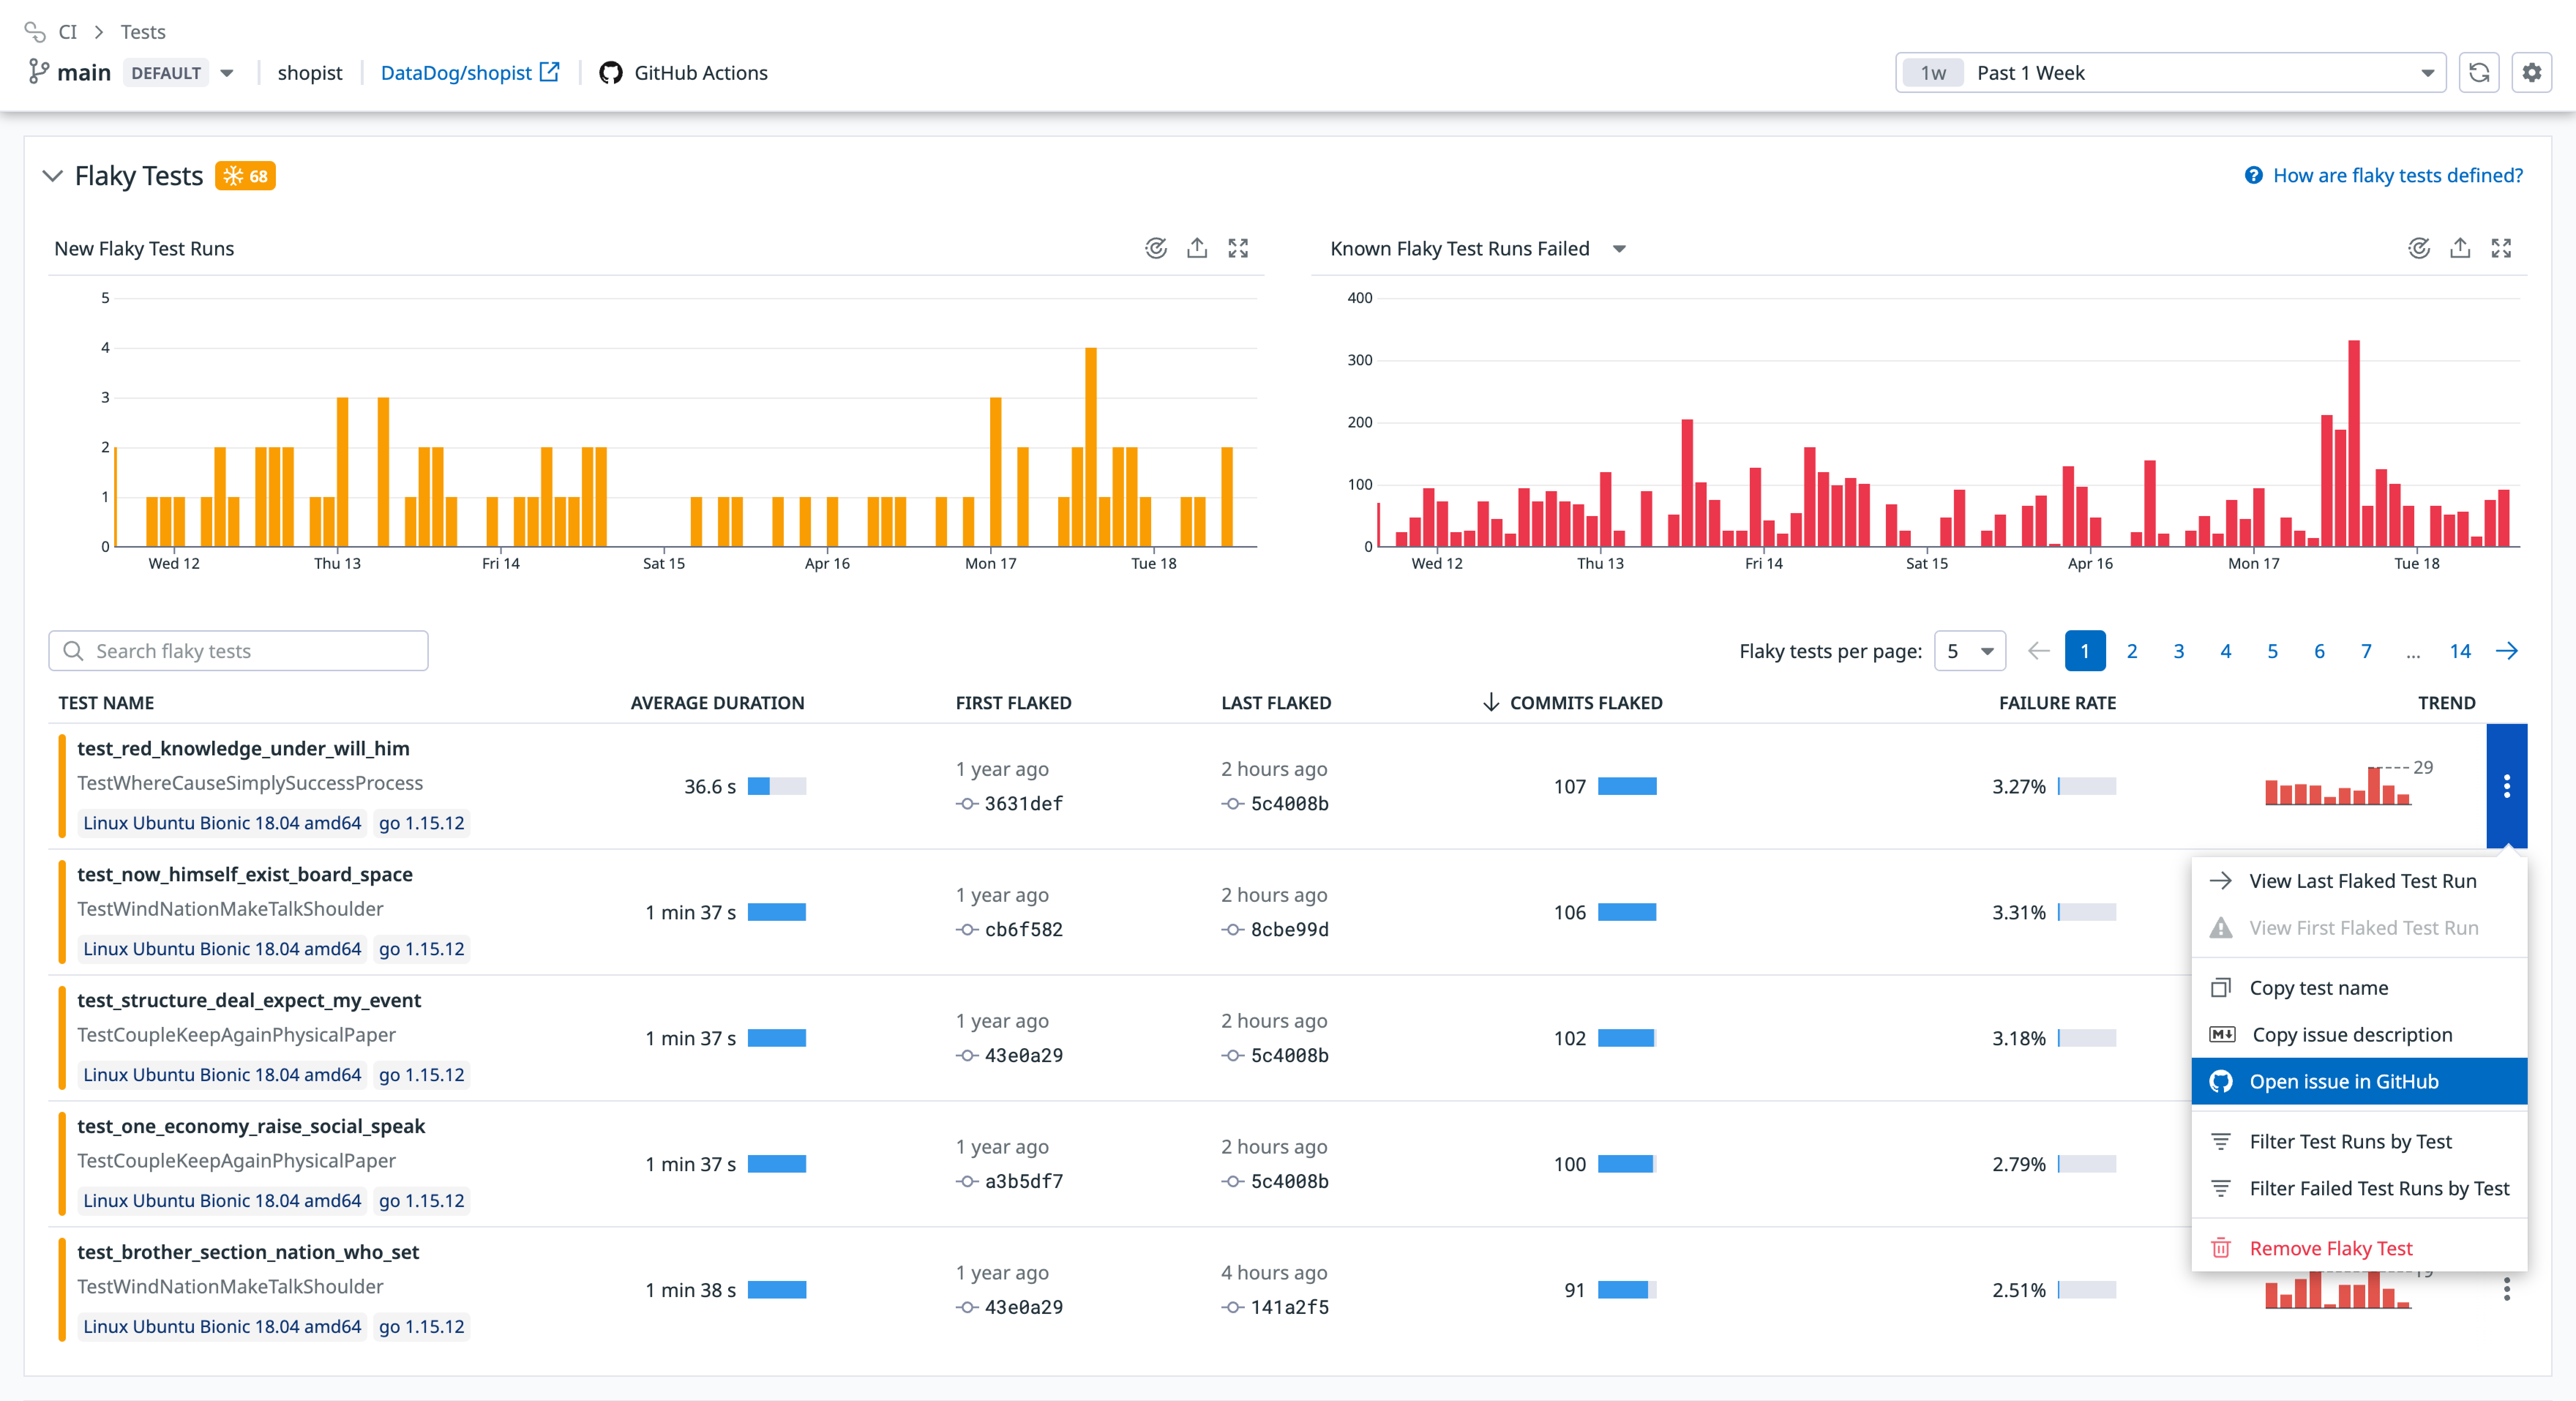 CI > Tests
main DEFAULT shopist DataDog/shopist GitHub Actions
1w Past 1 Week
Flaky Tests 68
How are flaky tests defined?
New Flaky Test Runs
5
4
3
2
1
0
Wed 12 Thu 13 Fri 14 Sat 15 Apr 16 Mon 17 Tue 18
Known Flaky Test Runs Failed
400
300
200
100
0
Wed 12 Thu 13 Fri 14 Sat 15 Apr 16 Mon 17 Tue 18
Search flaky tests
Flaky tests per page: 5 1 2 3 4 5 6 7 ... 14
TEST NAME AVERAGE DURATION FIRST FLAKED LAST FLAKED COMMITS FLAKED FAILURE RATE TREND
test_red_knowledge_under_will_him
TestWhereCauseSimplySuccessProcess
Linux Ubuntu Bionic 18.04 amd64 go 1.15.12
36.6 s
1 year ago
3631def
2 hours ago
5c4008b
107
3.27%
29
test_now_himself_exist_board_space
TestWindNationMakeTalkShoulder
Linux Ubuntu Bionic 18.04 amd64 go 1.15.12
1 min 37 s
1 year ago
cb6f582
2 hours ago
8cbe99d
106
3.31%
test_structure_deal_expect_my_event
TestCoupleKeepAgainPhysicalPaper
Linux Ubuntu Bionic 18.04 amd64 go 1.15.12
1 min 37 s
1 year ago
43e0a29
2 hours ago
5c4008b
102
3.18%
test_one_economy_raise_social_speak
TestCoupleKeepAgainPhysicalPaper
Linux Ubuntu Bionic 18.04 amd64 go 1.15.12
1 min 37 s
1 year ago
a3b5df7
2 hours ago
5c4008b
100
2.79%
test_brother_section_nation_who_set
TestWindNationMakeTalkShoulder
Linux Ubuntu Bionic 18.04 amd64 go 1.15.12
1 min 38 s
1 year ago
43e0a29
4 hours ago
141a2f5
91
2.51%
View Last Flaked Test Run
View First Flaked Test Run
Copy test name
M Copy issue description
Open issue in GitHub
Filter Test Runs by Test
Filter Failed Test Runs by Test
Remove Flaky Test